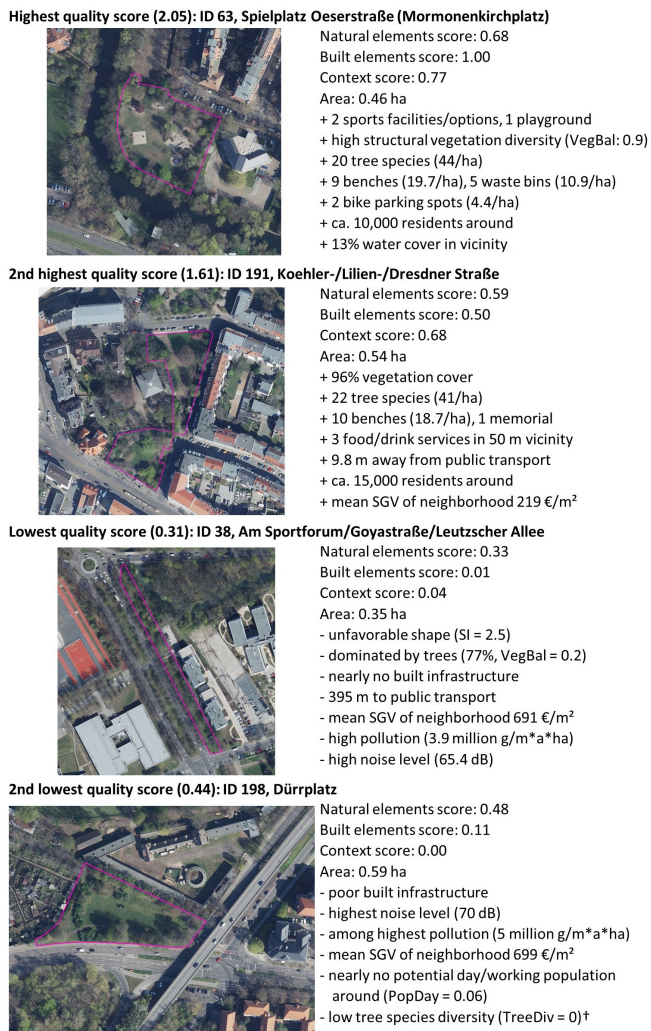 Highest quality score (2.05): ID 63, Spielplatz Oeserstraße (Mormonenkirchplatz)
Natural elements score: 0.68
Built elements score: 1.00
Context score: 0.77
Area: 0.46 ha
+ 2 sports facilities/options, 1 playground
+ high structural vegetation diversity (VegBal: 0.9)
+ 20 tree species (44/ha)
+ 9 benches (19.7/ha), 5 waste bins (10.9/ha)
+ 2 bike parking spots (4.4/ha)
+ ca. 10,000 residents around
+ 13% water cover in vicinity
2nd highest quality score (1.61): ID 191, Koehler-/Lilien-/Dresdner Straße
Natural elements score: 0.59
Built elements score: 0.50
Context score: 0.68
Area: 0.54 ha
+ 96% vegetation cover
+ 22 tree species (41/ha)
+ 10 benches (18.7/ha), 1 memorial
+ 3 food/drink services in 50 m vicinity
+ 9.8 m away from public transport
+ ca. 15,000 residents around
+ mean SGV of neighborhood 219 €/m²
Lowest quality score (0.31): ID 38, Am Sportforum/Goyastraße/Leutzscher Allee
Natural elements score: 0.33
Built elements score: 0.01
Context score: 0.04
Area: 0.35 ha
- unfavorable shape (SI = 2.5)
- dominated by trees (77%, VegBal = 0.2)
- nearly no built infrastructure
- 395 m to public transport
- mean SGV of neighborhood 691 €/m²
- high pollution (3.9 million g/m*a*ha)
- high noise level (65.4 dB)
2nd lowest quality score (0.44): ID 198, Dürrplatz
Natural elements score: 0.48
Built elements score: 0.11
Context score: 0.00
Area: 0.59 ha
- poor built infrastructure
- highest noise level (70 dB)
- among highest pollution (5 million g/m*a*ha)
- mean SGV of neighborhood 699 €/m²
- nearly no potential day/working population
around (PopDay = 0.06)
- low tree species diversity (TreeDiv = 0)†